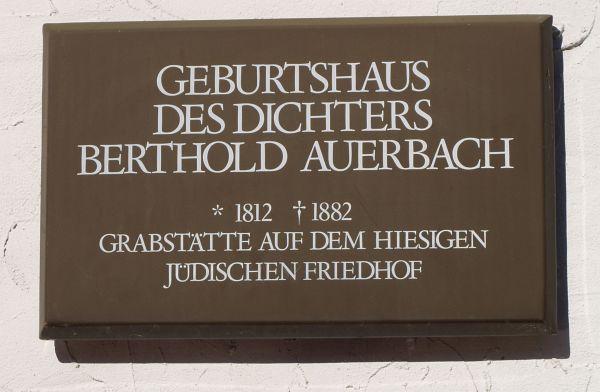 GEBURTSHAUS
DES DICHTERS
BERTHOLD AUERBACH
* 1812 † 1882
GRABSTÄTTE AUF DEM HIESIGEN
JÜDISCHEN FRIEDHOF